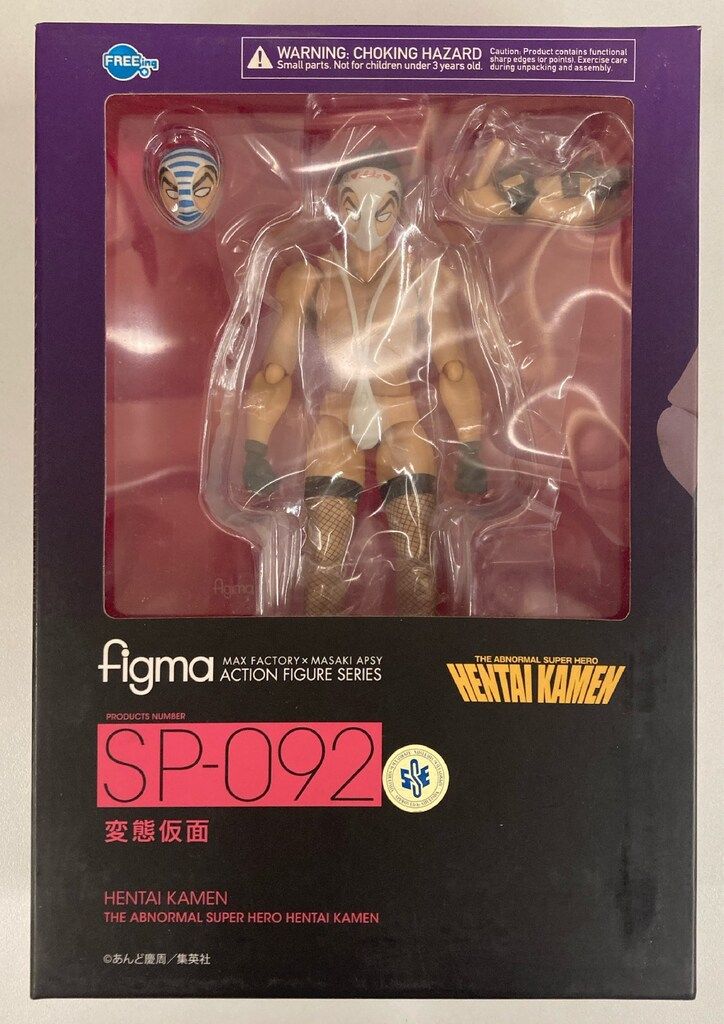 FREEing
WARNING: CHOKING HAZARD
Small parts. Not for children under 3 years old.
Caution: Product contains functional
sharp edges (or points). Exercise care
during unpacking and assembly.
figma
figma
MAX FACTORY × MASAKI APSY
ACTION FIGURE SERIES
THE ABNORMAL SUPER HERO
HENTAI KAMEN
PRODUCTS NUMBER
SP-092
変態仮面
HENTAI KAMEN
THE ABNORMAL SUPER HERO HENTAI KAMEN
©あんど慶周／集英社